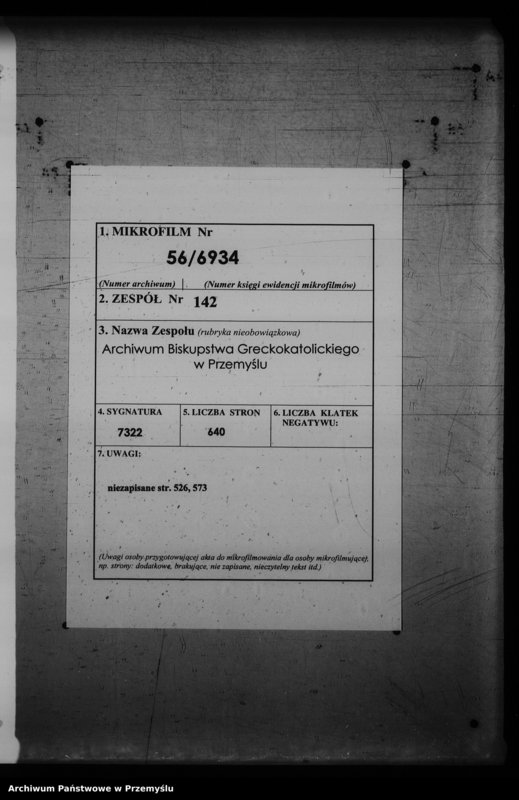 1. MIKROFILM Nr
56/6934
(Numer archiwum) (Numer księgi ewidencji mikrofilmów)
2. ZESPÓŁ Nr 142
3. Nazwa Zespołu (rubryka nieobowiązkowa)
Archiwum Biskupstwa Greckokatolickiego
w Przemyślu
4. SYGNATURA
7322
5. LICZBA STRON
640
6. LICZBA KLATEK
NEGATYWU:
7. UWAGI:
niezapisane str. 526, 573
(Uwagi osoby przygotowującej akta do mikrofilmowania dla osoby mikrofilmującej,
np. strony: dodatkowe, brakujące, nie zapisane, nieczytelny tekst itd.)
Archiwum Państwowe w Przemyślu